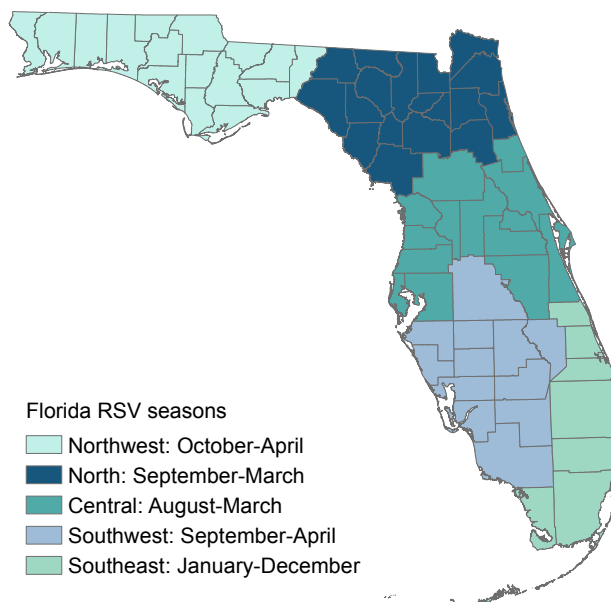 Florida RSV seasons
Northwest: October-April
North: September-March
Central: August-March
Southwest: September-April
Southeast: January-December